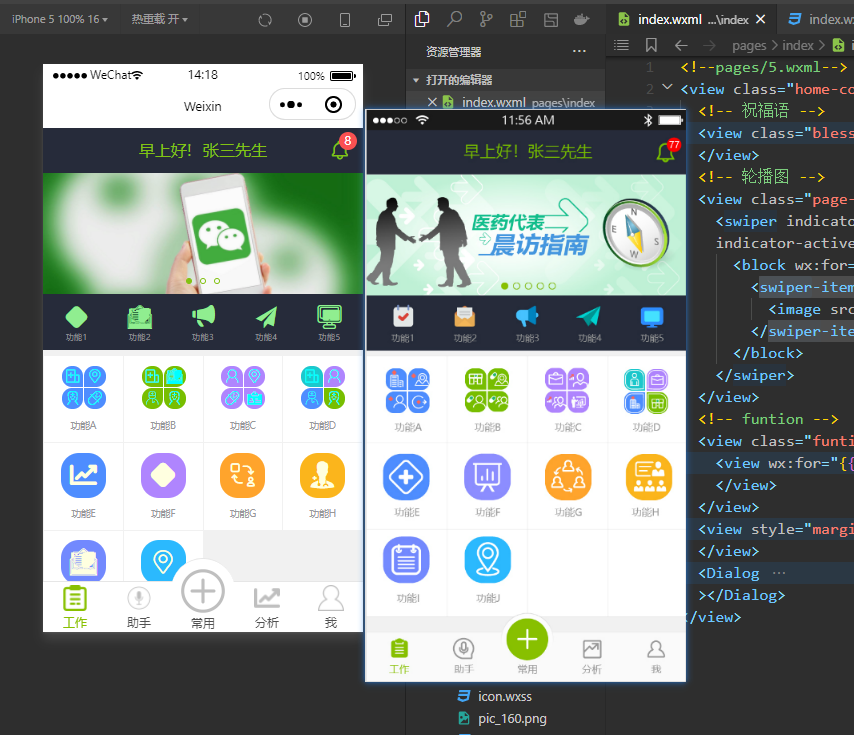 iPhone 5 100% 16
热重载 开
WeChat
14:18
100%
Weixin
早上好！张三先生
8
功能1
功能2
功能3
功能4
功能5
功能A
功能B
功能C
功能D
功能E
功能F
功能G
功能H
工作
助手
常用
分析
我
11:56 AM
早上好！张三先生
77
医药代表
晨访指南
N
E
S
W
功能1
功能2
功能3
功能4
功能5
功能A
功能B
功能C
功能D
功能E
功能F
功能G
功能H
功能I
功能J
工作
助手
常用
分析
我
资源管理器
打开的编辑器
index.wxml pages\index
icon.wxss
pic_160.png
index.wxml ...\index
index.wx
pages > index >
1 <!--pages/5.wxml-->
2 <view class="home-co
<!-- 祝福语 -->
<view class="bless
</view>
<!-- 轮播图 -->
<view class="page-
<swiper indicator
indicator-active
<block wx:for=
<swiper-item
<image src
</swiper-ite
</block>
</swiper>
</view>
<!-- funtion -->
<view class="funti
<view wx:for="{{
</view>
</view>
<view style="margi
</view>
<Dialog ...
></Dialog>
/view>